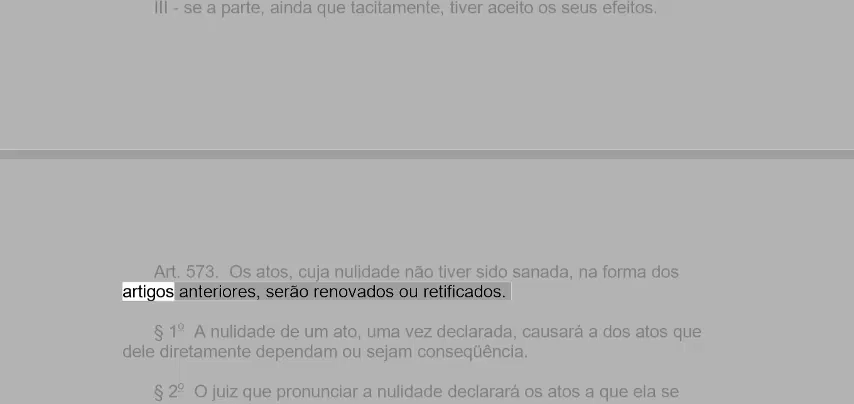 III - se a parte, ainda que tacitamente, tiver aceito os seus efeitos.
Art. 573.  Os atos, cuja nulidade não tiver sido sanada, na forma dos
artigos anteriores, serão renovados ou retificados.
§ 1º  A nulidade de um ato, uma vez declarada, causará a dos atos que
dele diretamente dependam ou sejam conseqüência.
§ 2º  O juiz que pronunciar a nulidade declarará os atos a que ela se